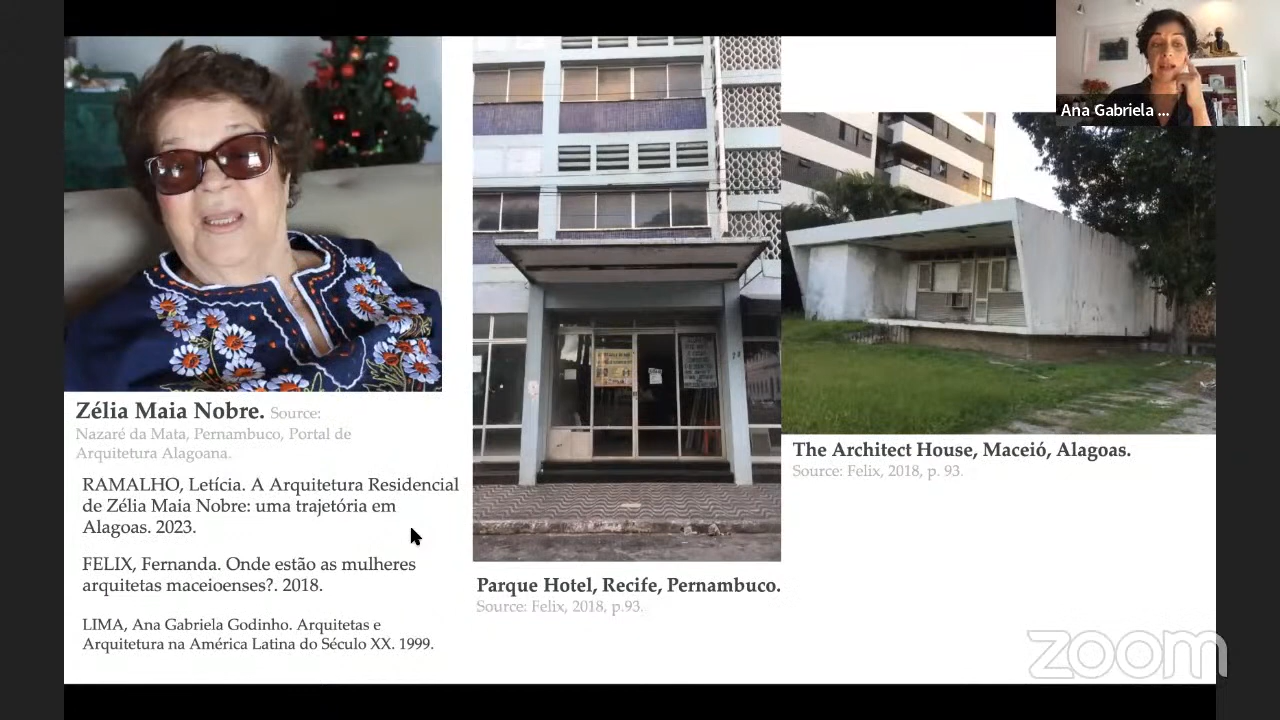 Ana Gabriela ...
Zélia Maia Nobre. Source:
Nazaré da Mata, Pernambuco, Portal de
Arquitetura Alagoana.
RAMALHO, Letícia. A Arquitetura Residencial
de Zélia Maia Nobre: uma trajetória em
Alagoas. 2023.
FELIX, Fernanda. Onde estão as mulheres
arquitetas maceioenses?. 2018.
LIMA, Ana Gabriela Godinho. Arquitetas e
Arquitetura na América Latina do Século XX. 1999.
Parque Hotel, Recife, Pernambuco.
Source: Felix, 2018, p.93.
The Architect House, Maceió, Alagoas.
Source: Felix, 2018, p. 93.
zoom